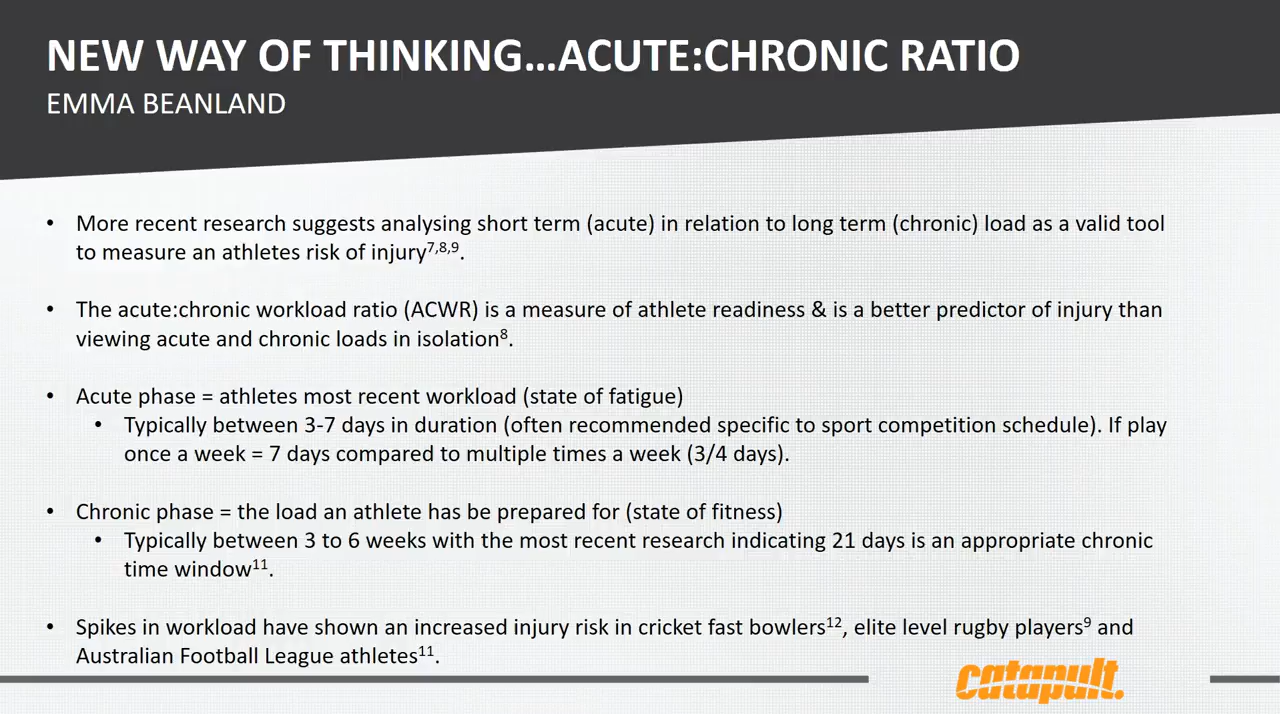 NEW WAY OF THINKING...ACUTE:CHRONIC RATIO
EMMA BEANLAND
• More recent research suggests analysing short term (acute) in relation to long term (chronic) load as a valid tool
to measure an athletes risk of injury7,8,9.
• The acute:chronic workload ratio (ACWR) is a measure of athlete readiness & is a better predictor of injury than
viewing acute and chronic loads in isolation8.
• Acute phase = athletes most recent workload (state of fatigue)
• Typically between 3-7 days in duration (often recommended specific to sport competition schedule). If play
once a week = 7 days compared to multiple times a week (3/4 days).
• Chronic phase = the load an athlete has be prepared for (state of fitness)
• Typically between 3 to 6 weeks with the most recent research indicating 21 days is an appropriate chronic
time window11.
• Spikes in workload have shown an increased injury risk in cricket fast bowlers12, elite level rugby players9 and
Australian Football League athletes11.
catapult.